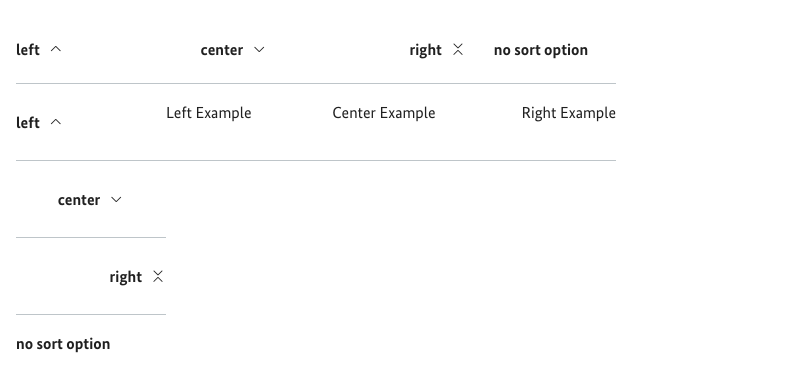 left center right no sort option
left Left Example Center Example Right Example
center
right
no sort option